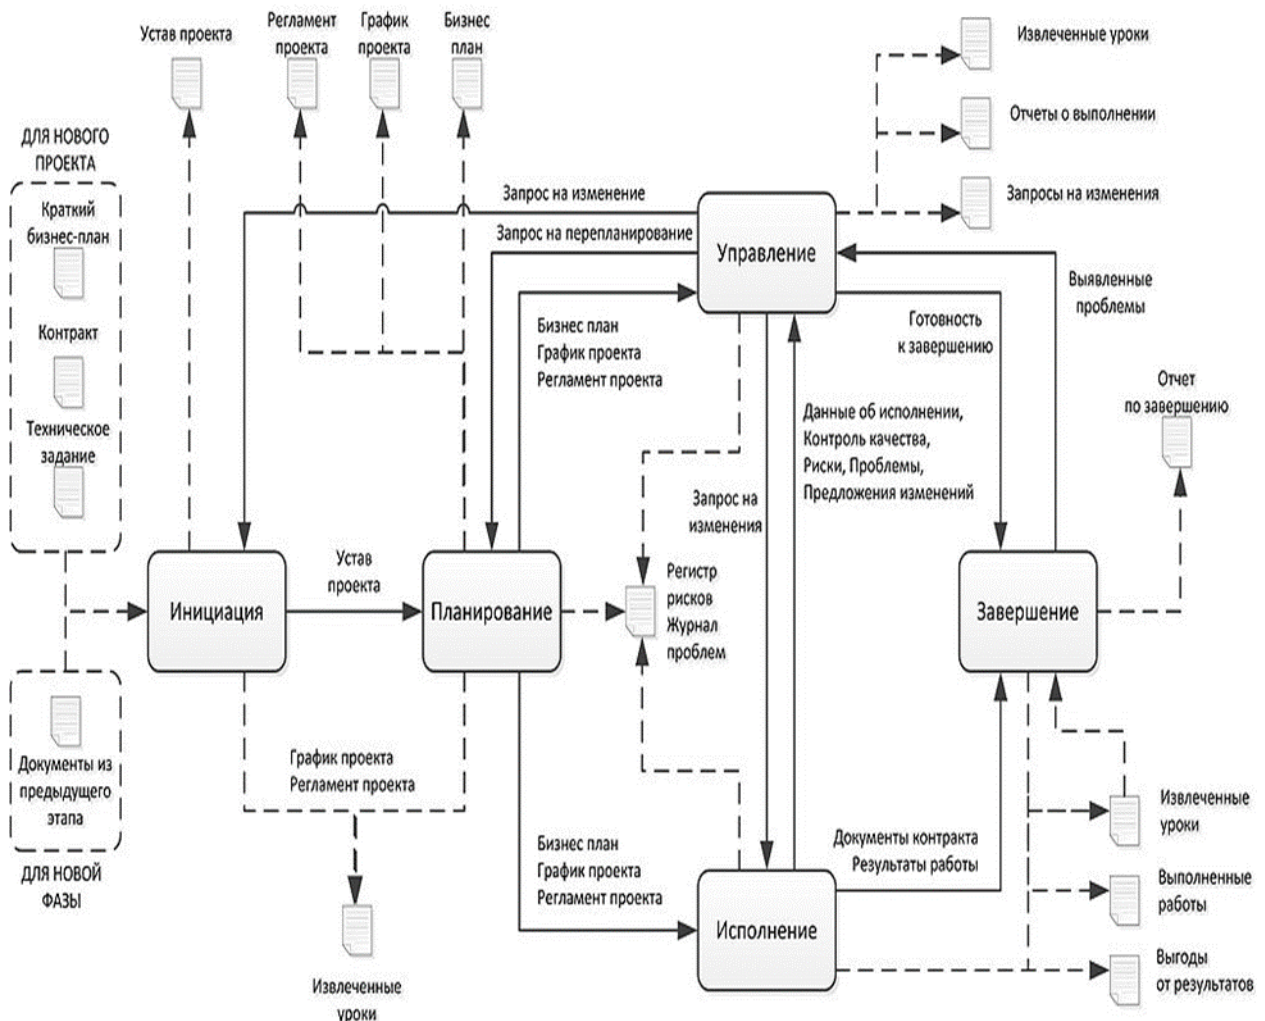 Устав проекта
Регламент
проекта
График
проекта
Бизнес
план
Извлеченные уроки
Отчеты о выполнении
Запросы на изменения
ДЛЯ НОВОГО
ПРОЕКТА
Краткий
бизнес-план
Контракт
Техническое
задание
Запрос на изменение
Запрос на перепланирование
Управление
Выявленные
проблемы
Готовность
к завершению
Бизнес план
График проекта
Регламент проекта
Данные об исполнении,
Контроль качества,
Риски, Проблемы,
Предложения изменений
Отчет
по завершению
Запрос на
изменения
Инициация
Устав
проекта
Планирование
Регистр
рисков
Журнал
проблем
Завершение
Документы из
предыдущего
этапа
ДЛЯ НОВОЙ
ФАЗЫ
График проекта
Регламент проекта
Извлеченные
уроки
Бизнес план
График проекта
Регламент проекта
Исполнение
Документы контракта
Результаты работы
Извлеченные
уроки
Выполненные
работы
Выгоды
от результатов